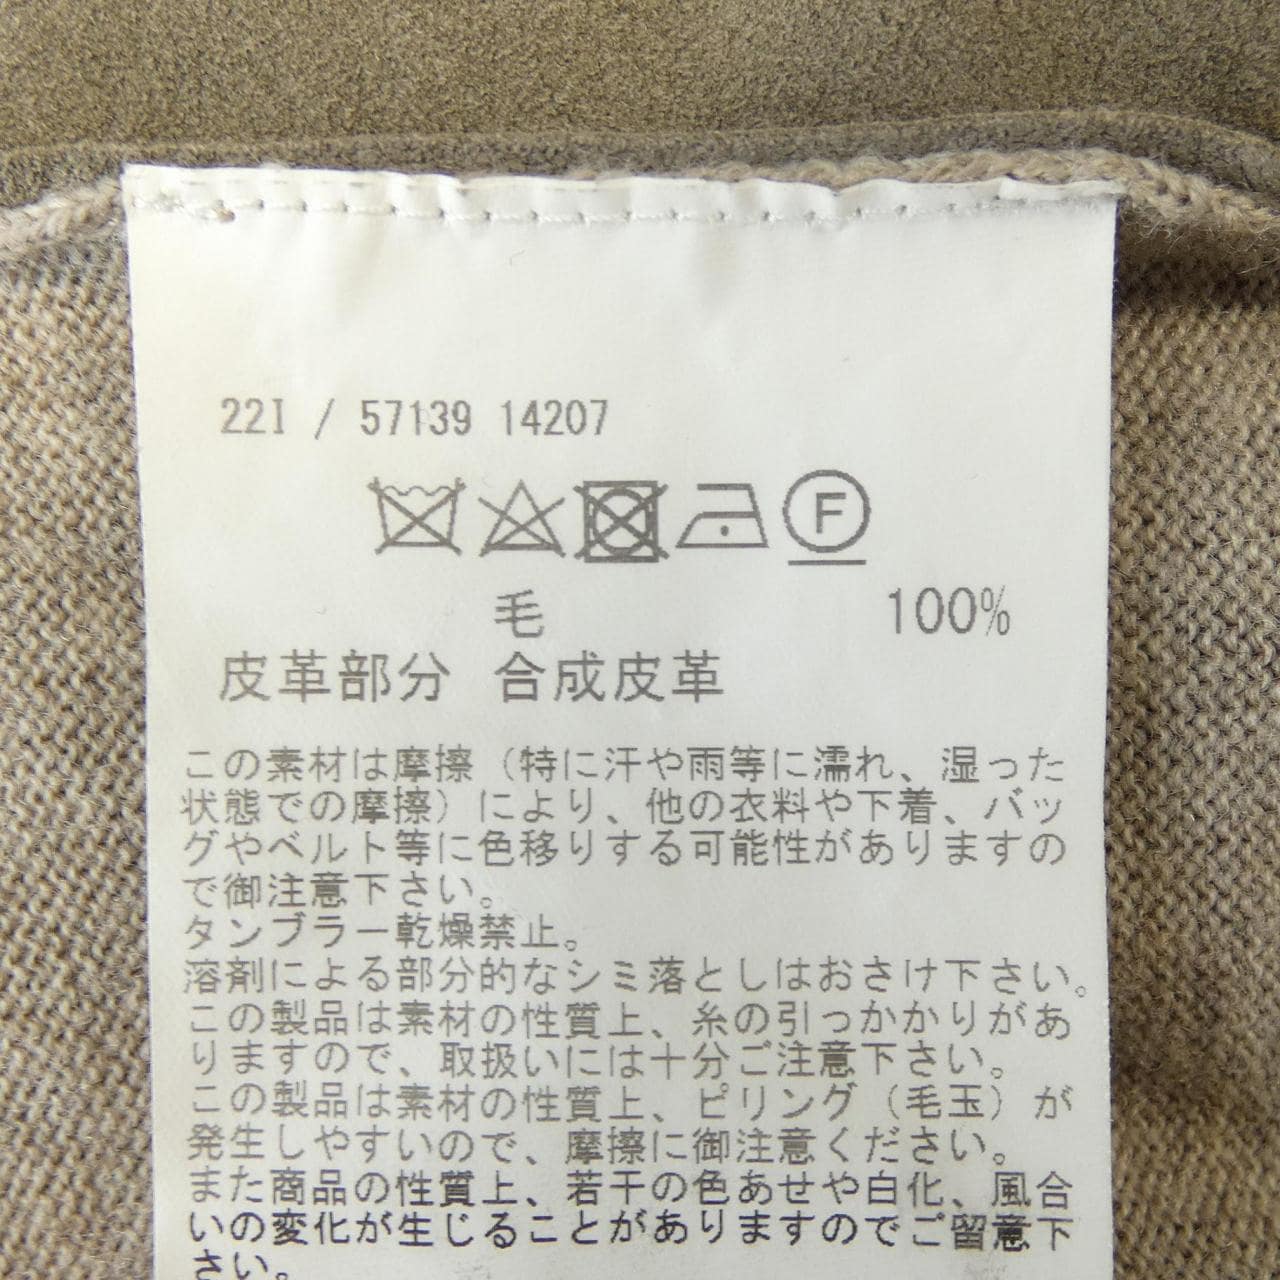 22I / 57139 14207
F
毛 100%
皮革部分 合成皮革
この素材は摩擦（特に汗や雨等に濡れ、湿った
状態での摩擦）により、他の衣料や下着、バッ
グやベルト等に色移りする可能性がありますの
で御注意下さい。
タンブラー乾燥禁止。
溶剤による部分的なシミ落としはおさけ下さい。
この製品は素材の性質上、糸の引っかかりがあ
りますので、取扱いには十分ご注意下さい。
この製品は素材の性質上、ピリング（毛玉）が
発生しやすいので、摩擦に御注意ください。
また商品の性質上、若干の色あせや白化、風合
いの変化が生じることがありますのでご留意下
さい。